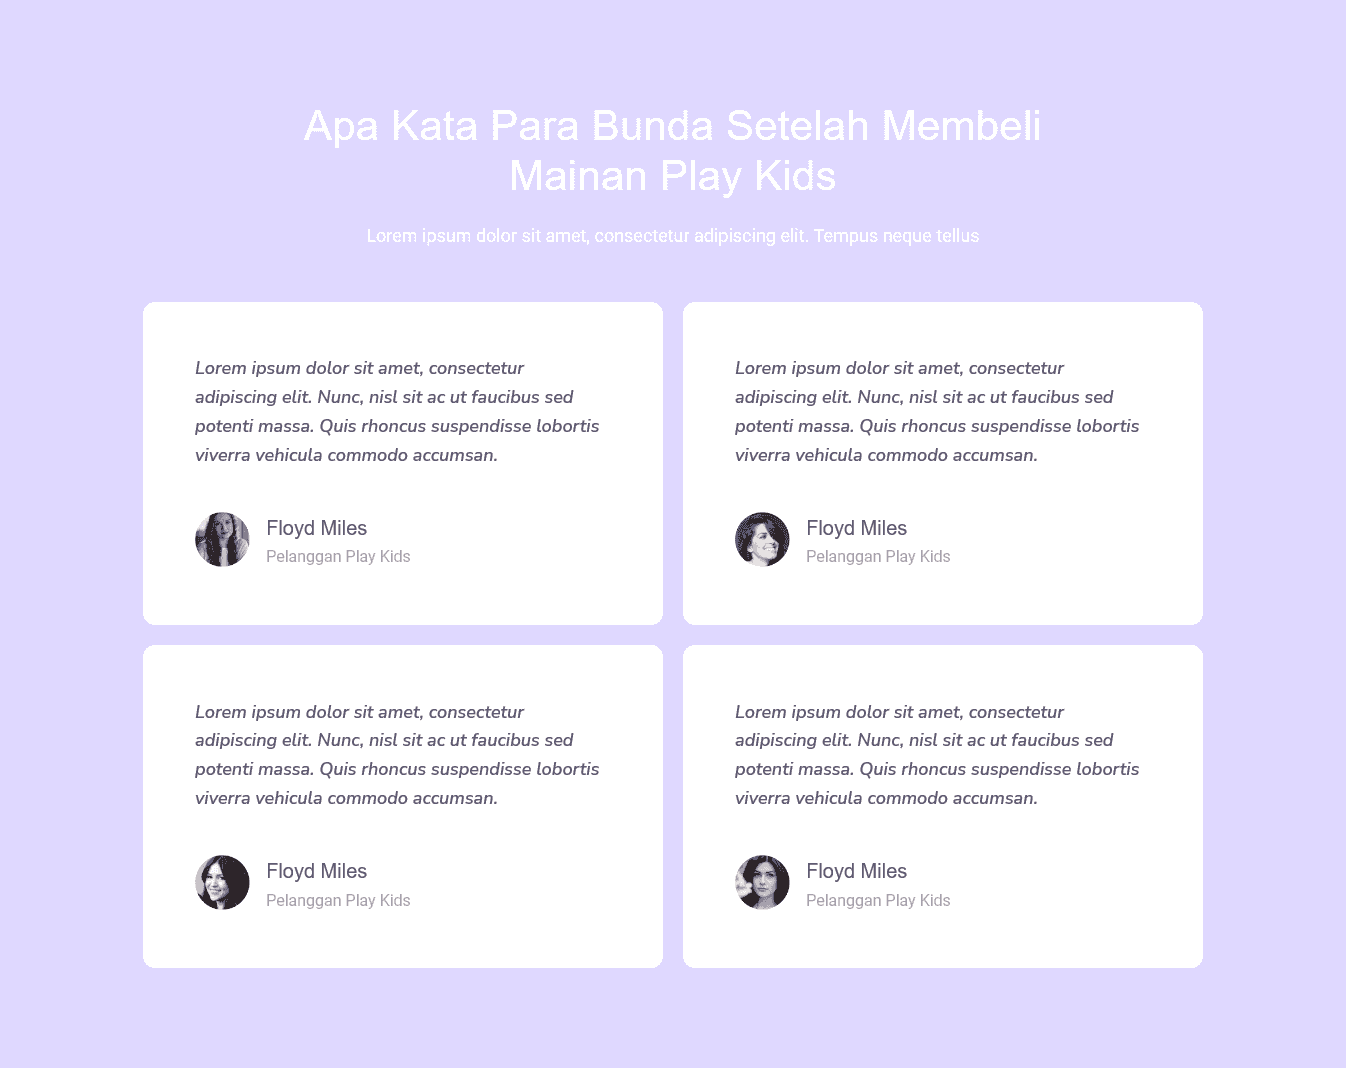 Apa Kata Para Bunda Setelah Membeli
Mainan Play Kids
Lorem ipsum dolor sit amet, consectetur adipiscing elit. Tempus neque tellus
Lorem ipsum dolor sit amet, consectetur
adipiscing elit. Nunc, nisl sit ac ut faucibus sed
potenti massa. Quis rhoncus suspendisse lobortis
viverra vehicula commodo accumsan.
Floyd Miles
Pelanggan Play Kids
Lorem ipsum dolor sit amet, consectetur
adipiscing elit. Nunc, nisl sit ac ut faucibus sed
potenti massa. Quis rhoncus suspendisse lobortis
viverra vehicula commodo accumsan.
Floyd Miles
Pelanggan Play Kids
Lorem ipsum dolor sit amet, consectetur
adipiscing elit. Nunc, nisl sit ac ut faucibus sed
potenti massa. Quis rhoncus suspendisse lobortis
viverra vehicula commodo accumsan.
Floyd Miles
Pelanggan Play Kids
Lorem ipsum dolor sit amet, consectetur
adipiscing elit. Nunc, nisl sit ac ut faucibus sed
potenti massa. Quis rhoncus suspendisse lobortis
viverra vehicula commodo accumsan.
Floyd Miles
Pelanggan Play Kids